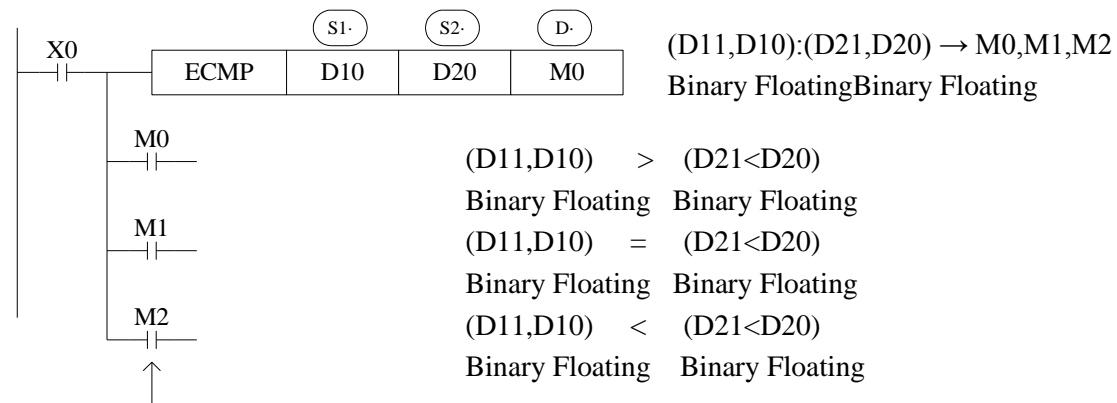 S1· S2· D·
X0 ECMP D10 D20 M0 (D11,D10):(D21,D20) → M0,M1,M2
Binary FloatingBinary Floating
M0 (D11,D10) > (D21<D20)
Binary Floating Binary Floating
M1 (D11,D10) = (D21<D20)
Binary Floating Binary Floating
M2 (D11,D10) < (D21<D20)
Binary Floating Binary Floating